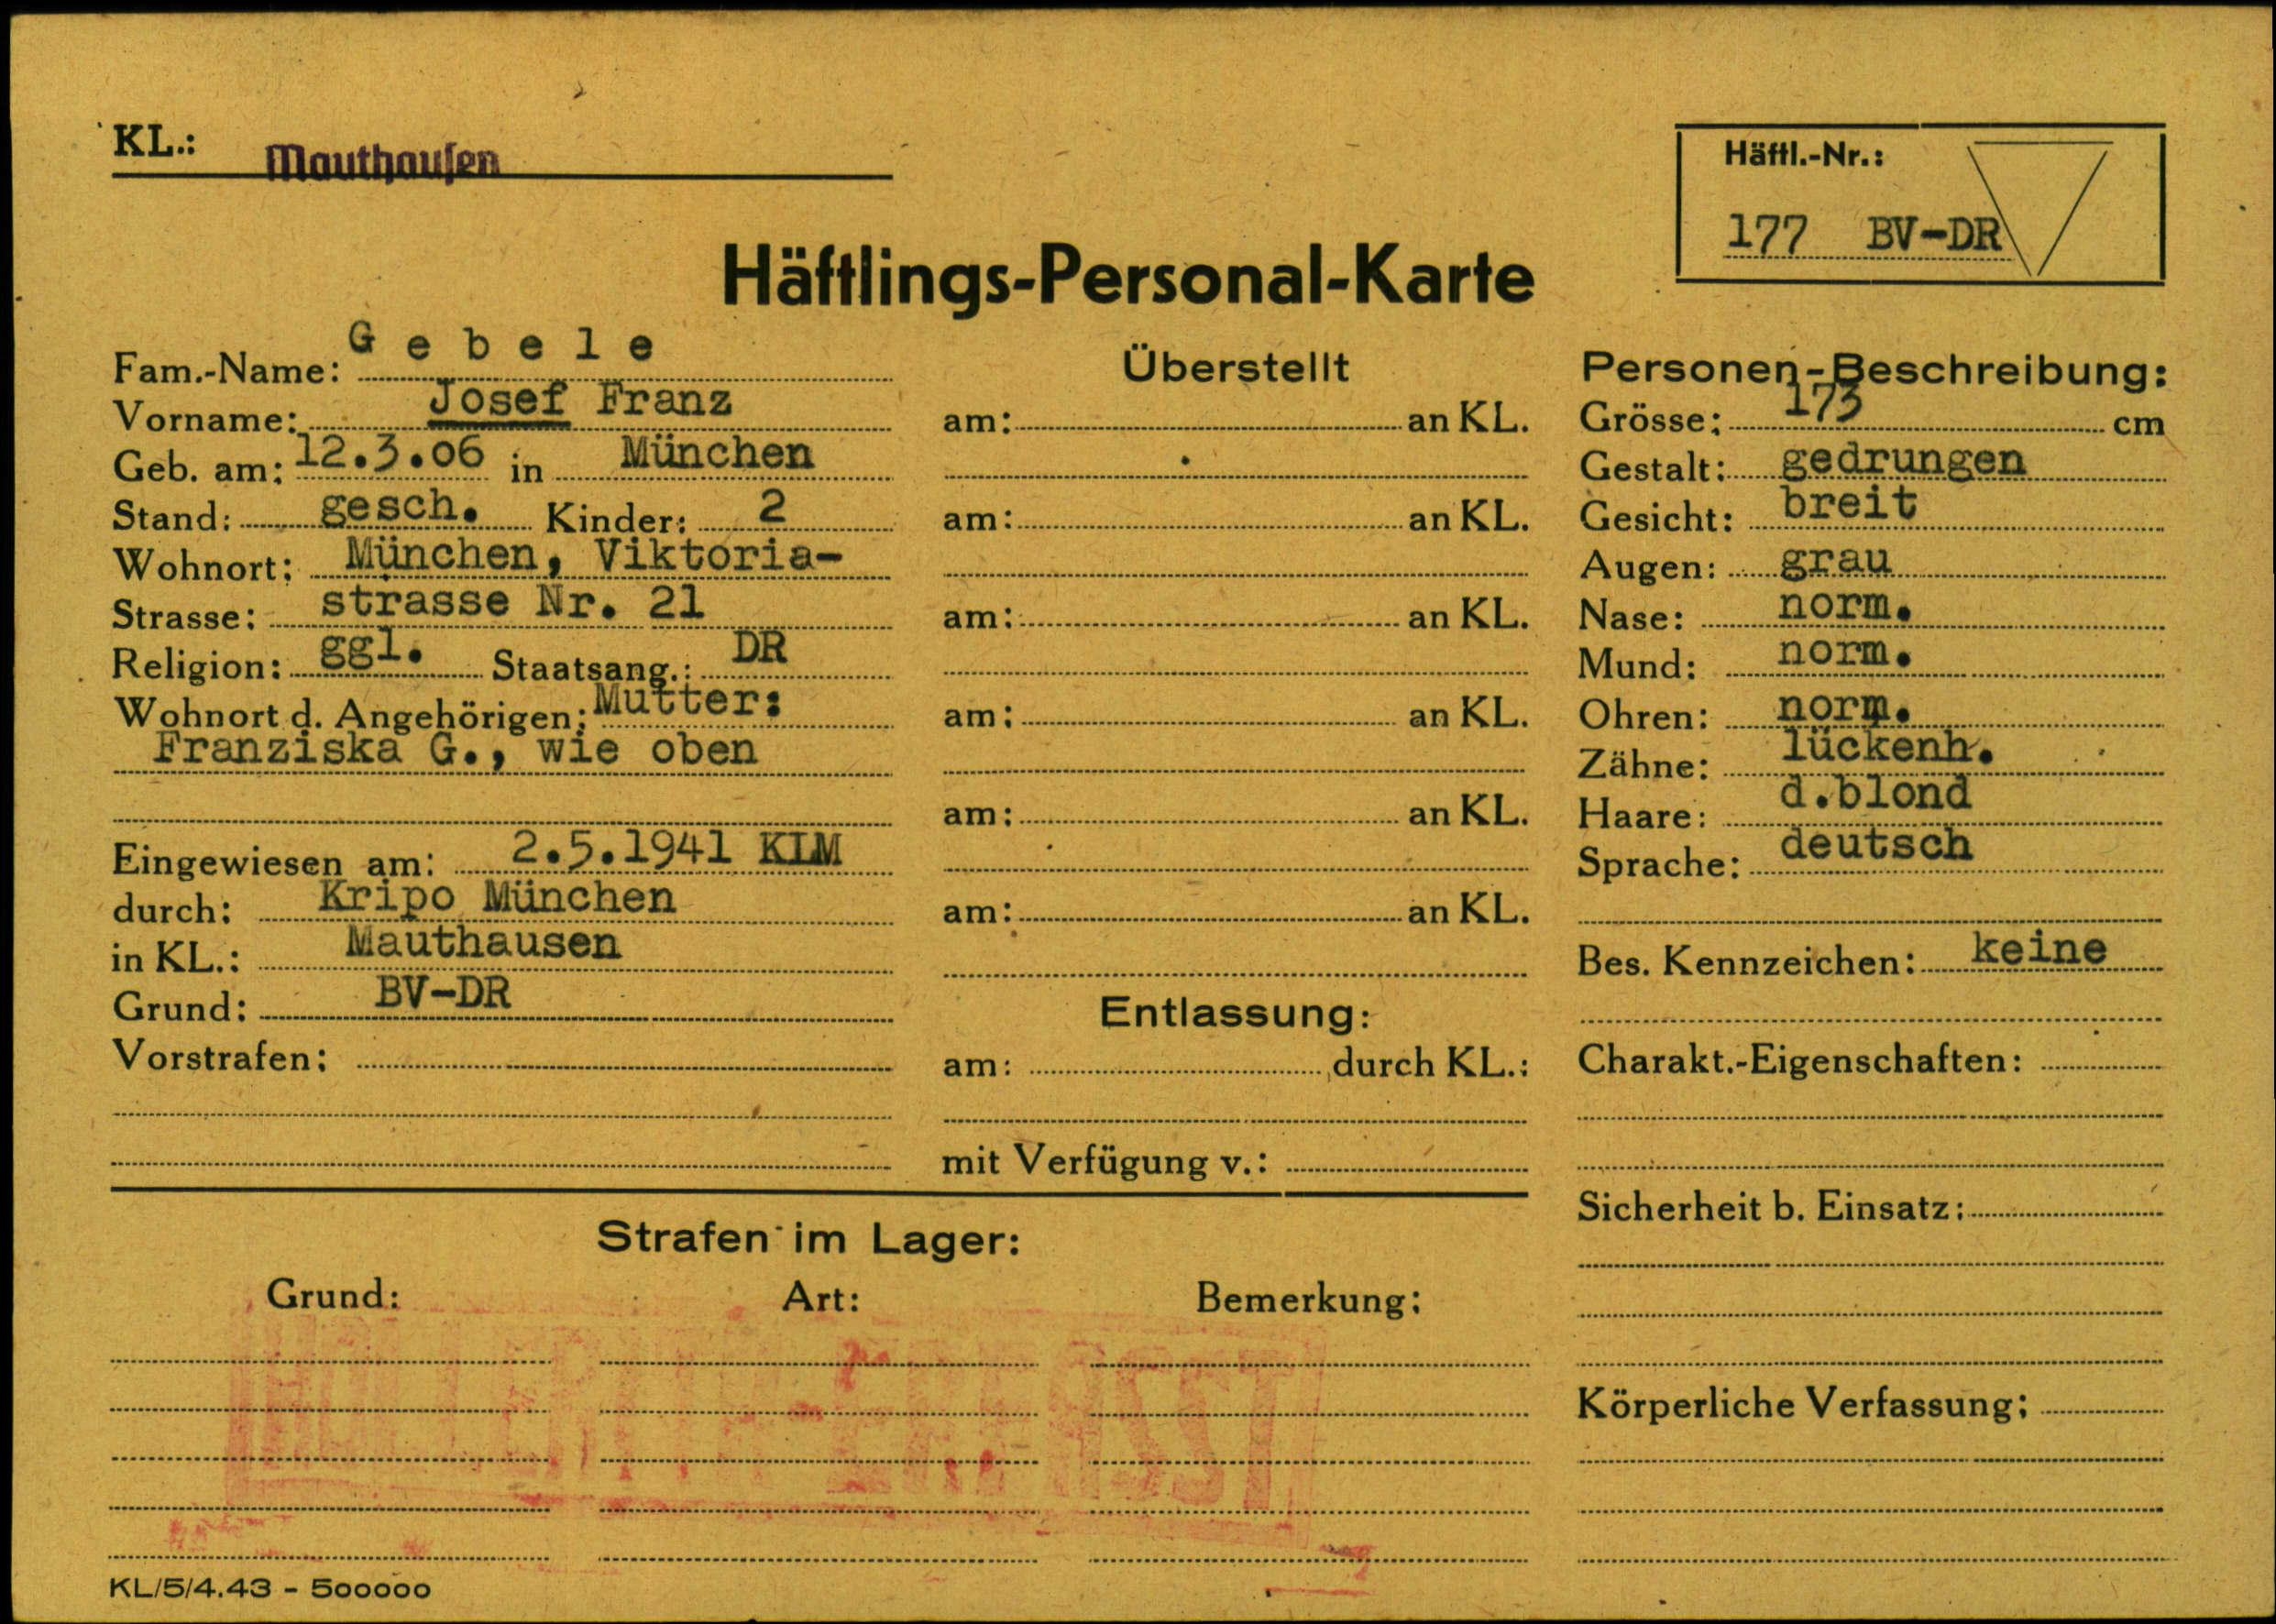 KL.: Mauthausen
Häftl.-Nr.:
177 BV-DR
Häftlings-Personal-Karte
Fam.-Name: Gebele
Vorname: Josef Franz
Geb. am: 12.3.06 in München
Stand: gesch. Kinder: 2
Wohnort: München, Viktoria-
Strasse: strasse Nr. 21
Religion: ggl. Staatsang.: DR
Wohnort d. Angehörigen: Mutter:
Franziska G., wie oben
Eingewiesen am: 2.5.1941 KLM
durch: Kripo München
in KL.: Mauthausen
Grund: BV-DR
Vorstrafen:
Überstellt
am: an KL.
am: an KL.
am: an KL.
am: an KL.
am: an KL.
am: an KL.
Entlassung:
am: durch KL.:
mit Verfügung v.:
Personen-Beschreibung:
Grösse: 173 cm
Gestalt: gedrungen
Gesicht: breit
Augen: grau
Nase: norm.
Mund: norm.
Ohren: norm.
Zähne: lückenh.
Haare: d.blond
Sprache: deutsch
Bes. Kennzeichen: keine
Charakt.-Eigenschaften:
Sicherheit b. Einsatz:
Körperliche Verfassung:
Strafen im Lager:
Grund: Art: Bemerkung:
KL/5/4.43 - 500000